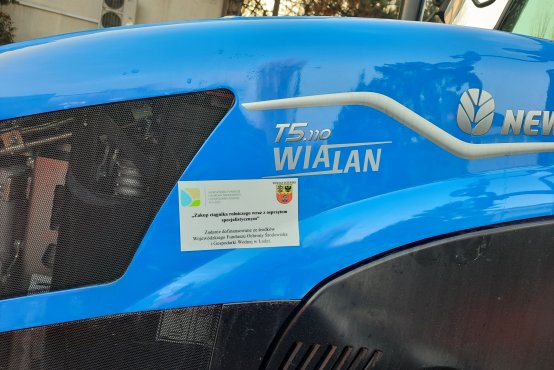 T5.110
WIALAN
NEW
„Zakup ciągnika rolniczego wraz z osprzętem
specjalistycznym"
Zadanie dofinansowane ze środków
Wojewódzkiego Funduszu Ochrony Środowiska
i Gospodarki Wodnej w Łodzi.
WIALAN